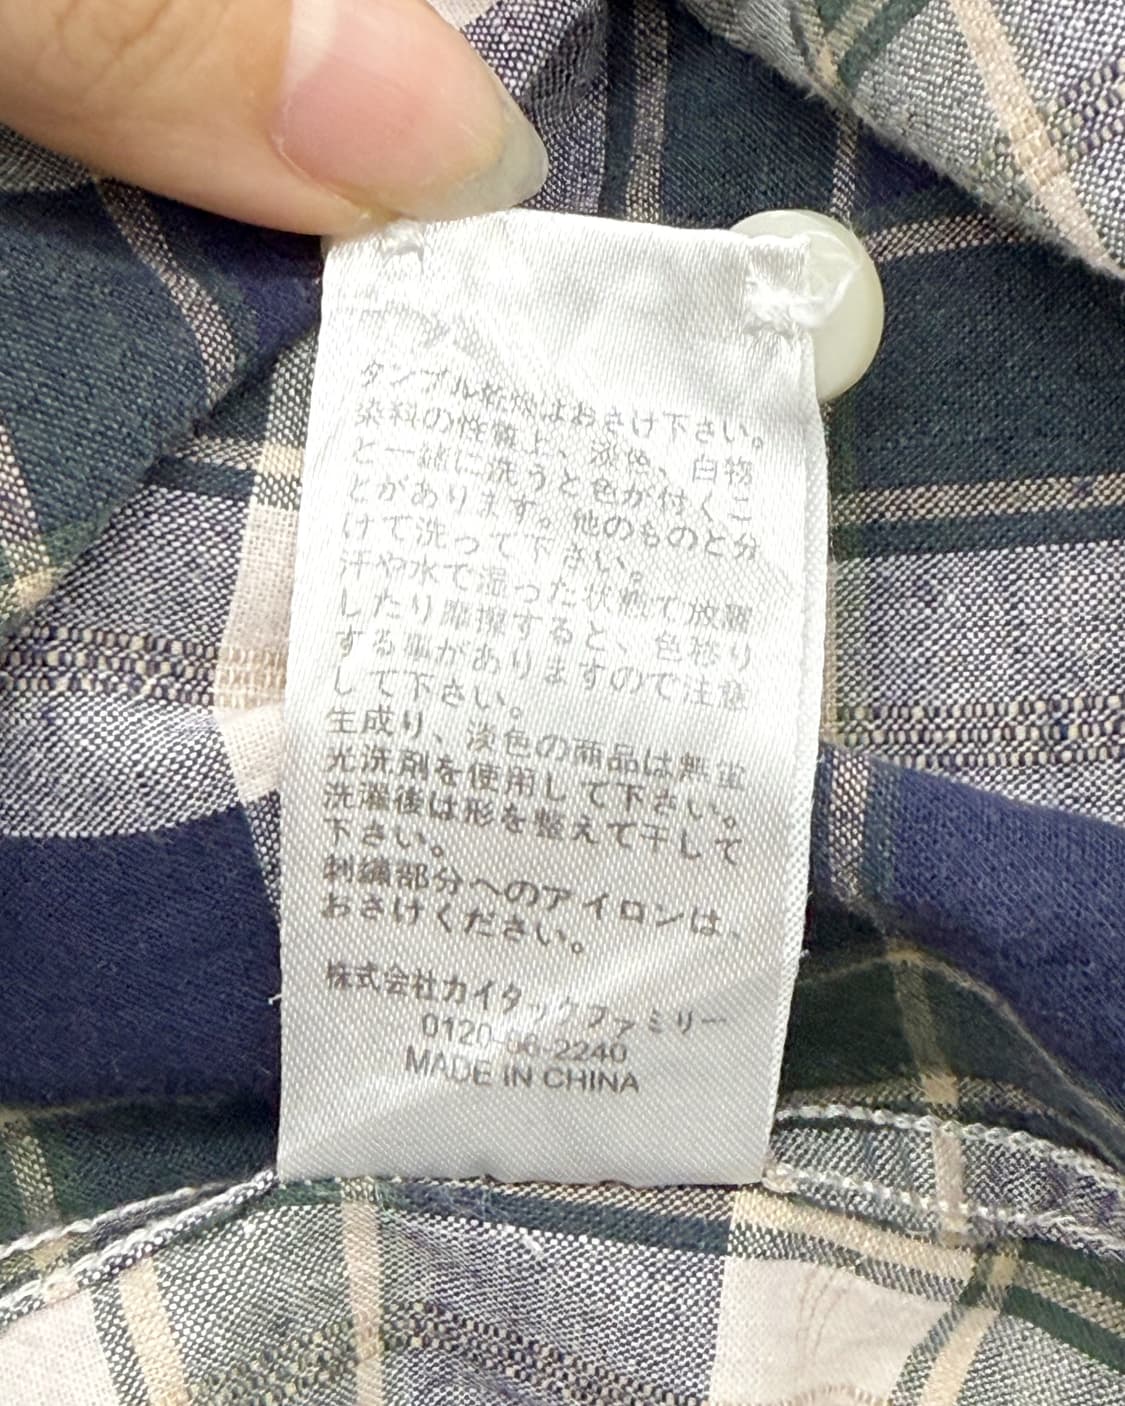 タンブル乾燥はおさけ下さい。
染料の性質上、淡色、白物
と一緒に洗うと色が付くこ
とがあります。他のものと分
けて洗って下さい。
汗や水で湿った状態で放置
したり摩擦すると、色移り
する事がありますので注意
して下さい。
生成り、淡色の商品は無蛍
光洗剤を使用して下さい。
洗濯後は形を整えて干して
下さい。
刺繍部分へのアイロンは、
おさけください。
株式会社カイタックファミリー
0120-08-2240
MADE IN CHINA